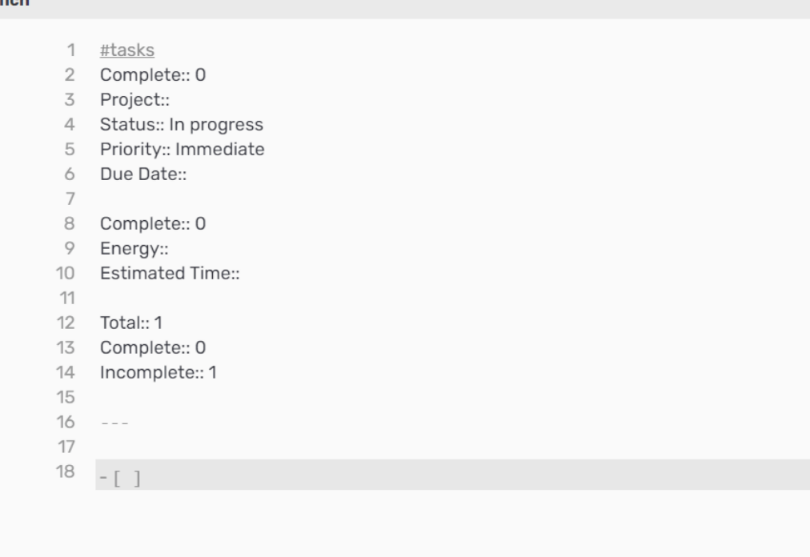 1 #tasks
2 Complete:: 0
3 Project::
4 Status:: In progress
5 Priority:: Immediate
6 Due Date::
7
8 Complete:: 0
9 Energy::
10 Estimated Time::
11
12 Total:: 1
13 Complete:: 0
14 Incomplete:: 1
15
16 ---
17
18 - [ ]